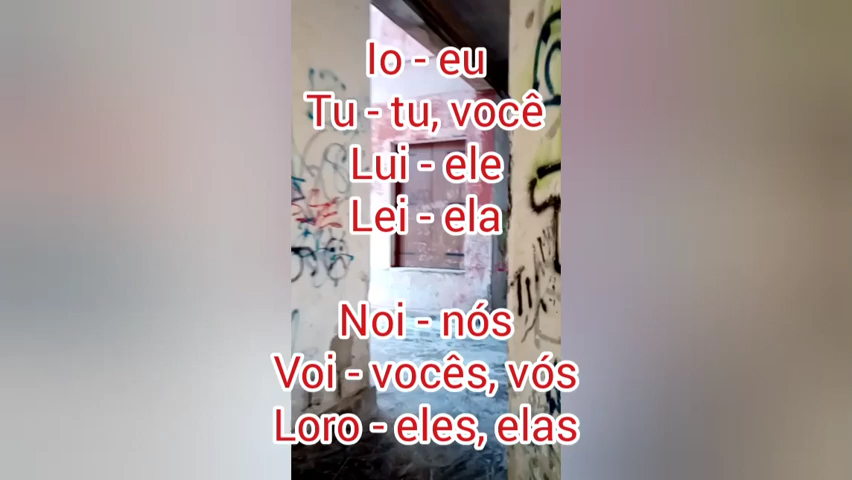 Io - eu
Tu - tu, você
Lui - ele
Lei - ela
Noi - nós
Voi - vocês, vós
Loro - eles, elas